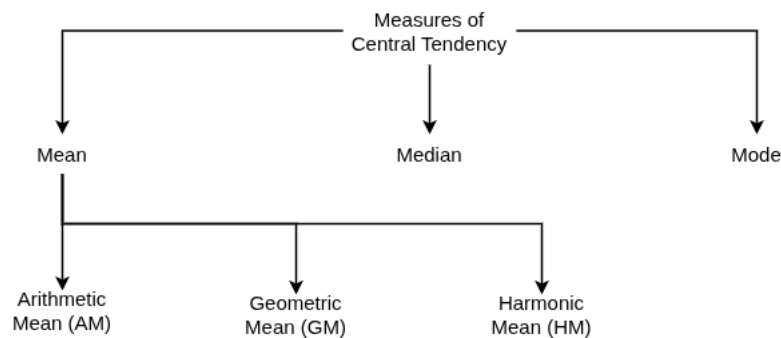 Measures of
Central Tendency
Mean
Median
Mode
Arithmetic
Mean (AM)
Geometric
Mean (GM)
Harmonic
Mean (HM)